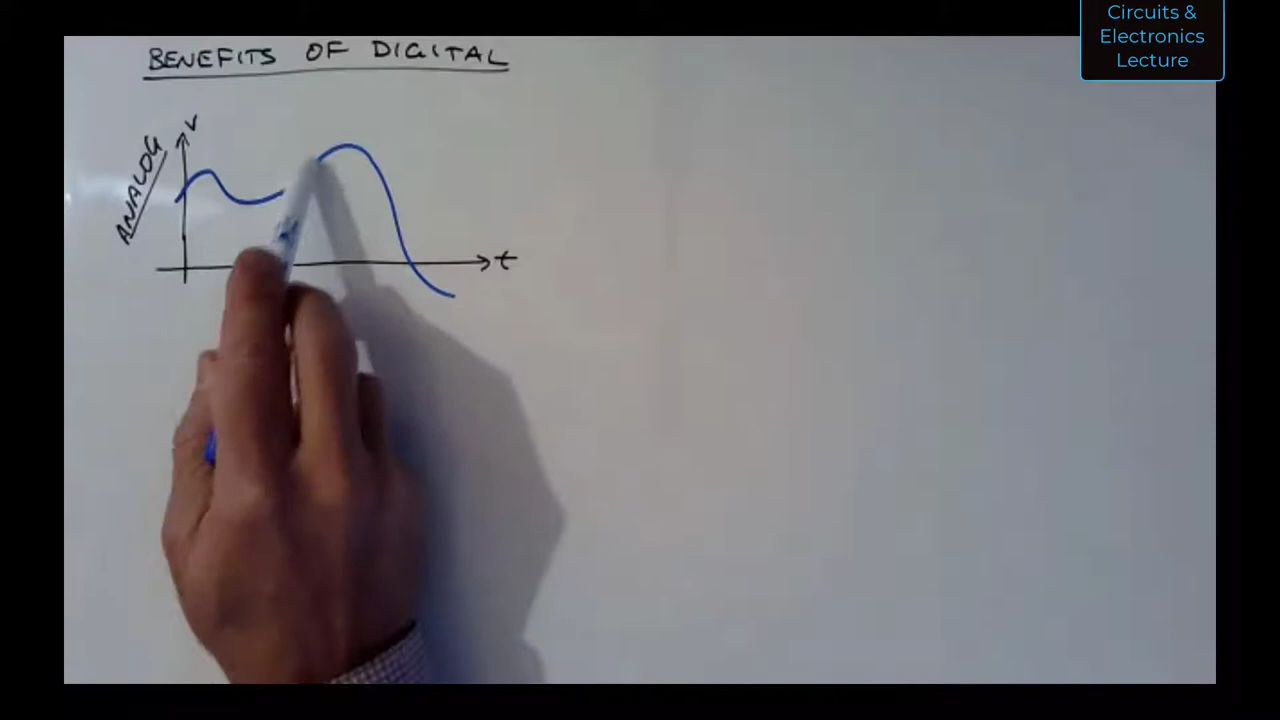 Circuits &
Electronics
Lecture
BENEFITS OF DIGITAL
ANALOG
V
t